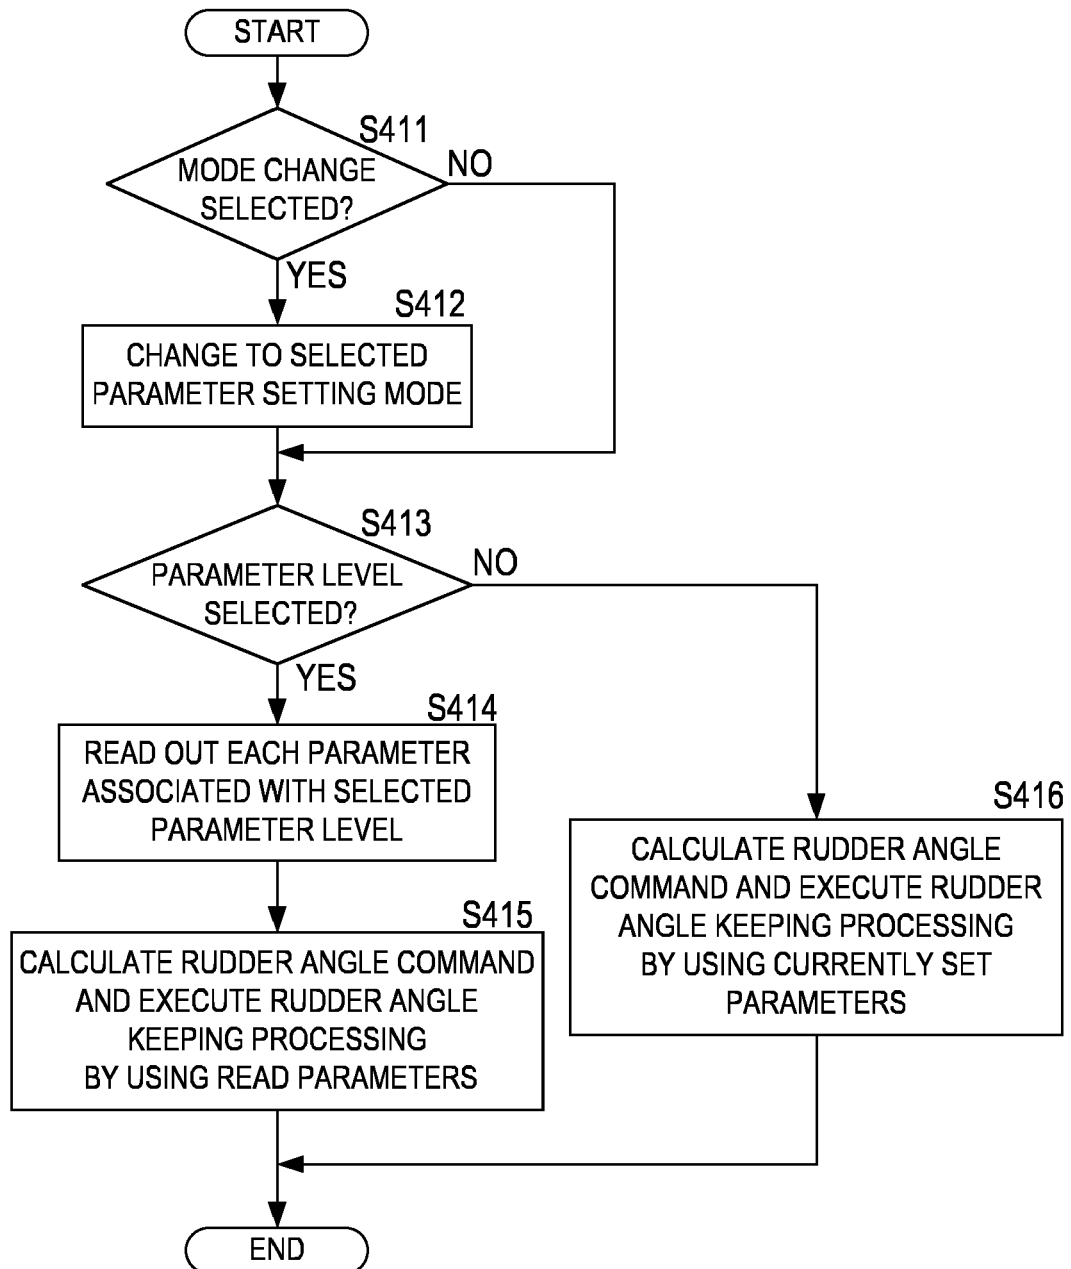 START
S411
MODE CHANGE
SELECTED?
NO
YES
S412
CHANGE TO SELECTED
PARAMETER SETTING MODE
S413
PARAMETER LEVEL
SELECTED?
NO
YES
S414
READ OUT EACH PARAMETER
ASSOCIATED WITH SELECTED
PARAMETER LEVEL
S415
CALCULATE RUDDER ANGLE COMMAND
AND EXECUTE RUDDER ANGLE
KEEPING PROCESSING
BY USING READ PARAMETERS
S416
CALCULATE RUDDER ANGLE
COMMAND AND EXECUTE RUDDER
ANGLE KEEPING PROCESSING
BY USING CURRENTLY SET
PARAMETERS
END